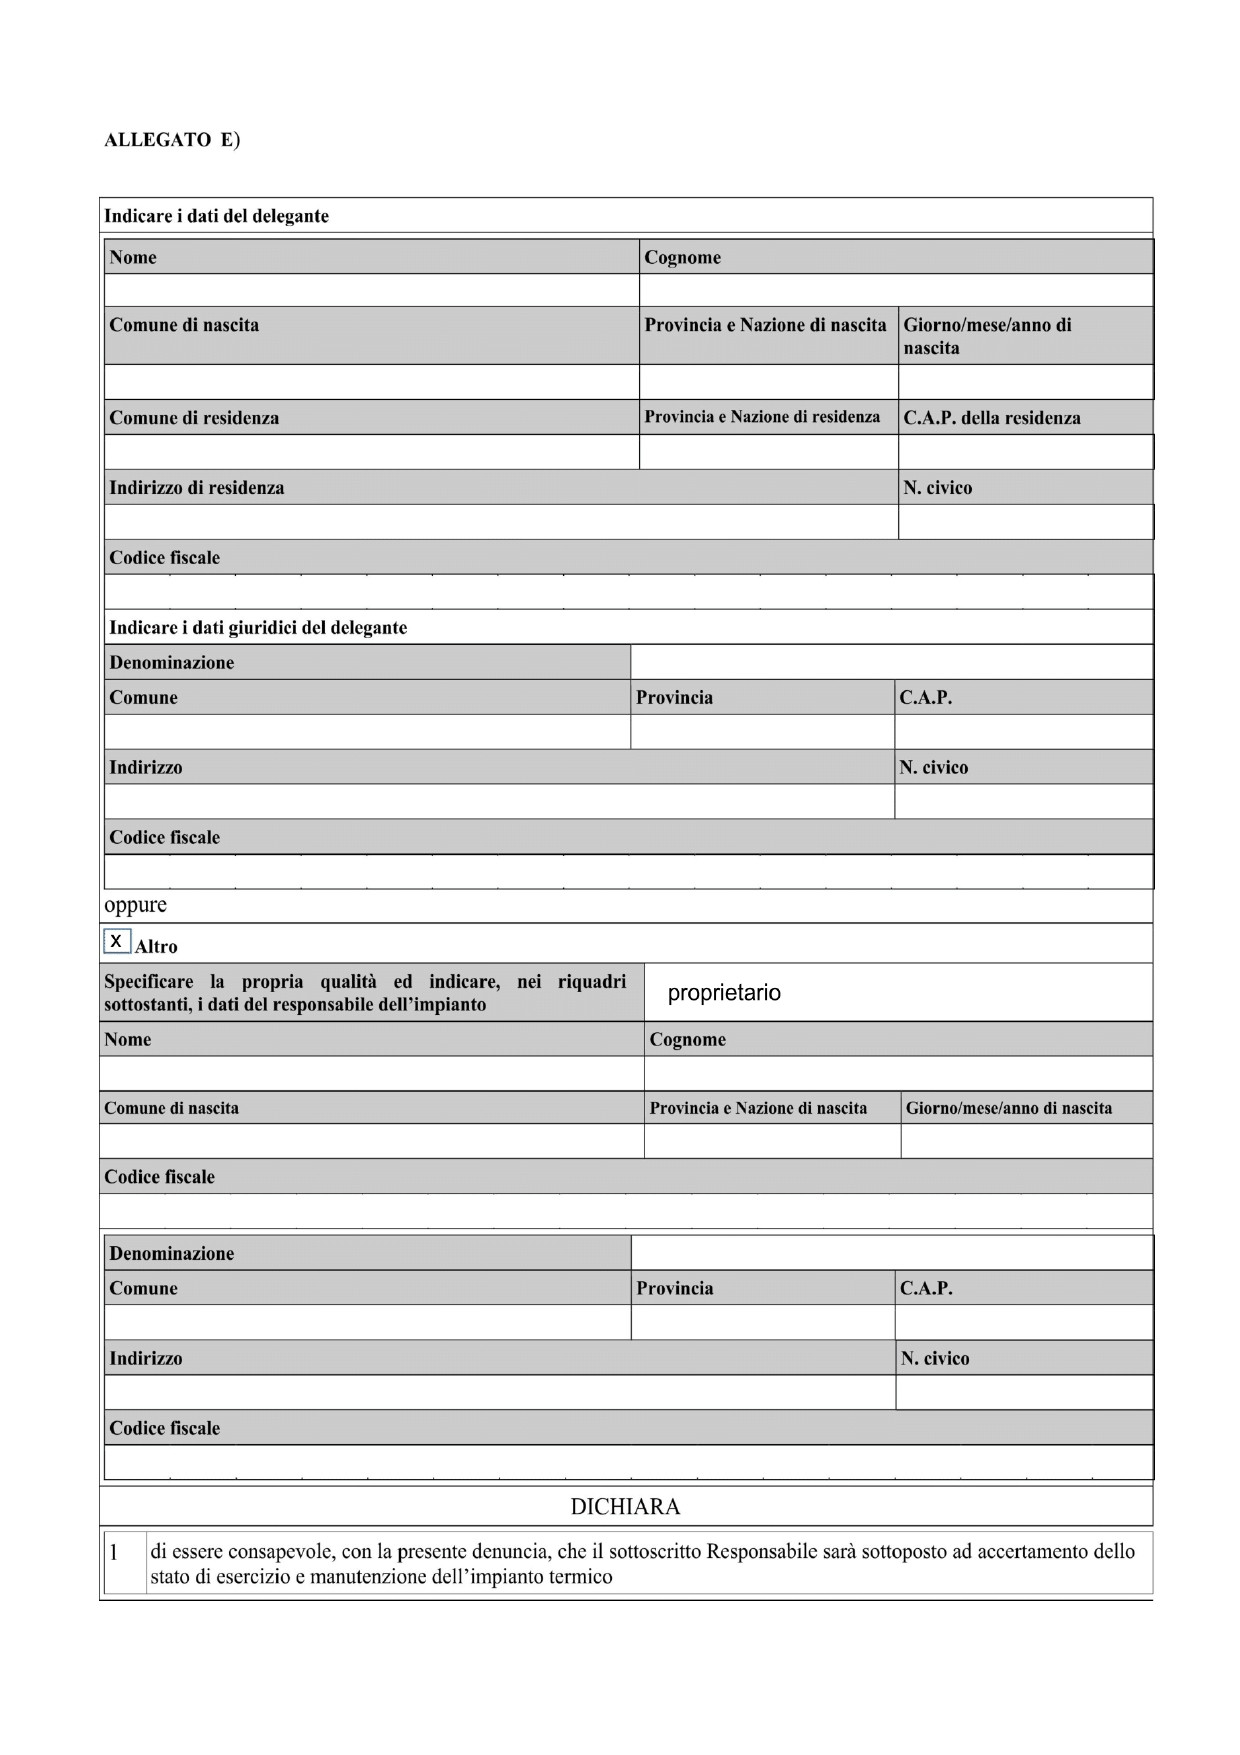 ALLEGATO E)
Indicare i dati del delegante
Nome Cognome
Comune di nascita Provincia e Nazione di nascita Giorno/mese/anno di
nascita
Comune di residenza Provincia e Nazione di residenza C.A.P. della residenza
Indirizzo di residenza N. civico
Codice fiscale
Indicare i dati giuridici del delegante
Denominazione
Comune Provincia C.A.P.
Indirizzo N. civico
Codice fiscale
oppure
X Altro
Specificare la propria qualità ed indicare, nei riquadri
sottostanti, i dati del responsabile dell'impianto
proprietario
Nome Cognome
Comune di nascita Provincia e Nazione di nascita Giorno/mese/anno di nascita
Codice fiscale
Denominazione
Comune Provincia C.A.P.
Indirizzo N. civico
Codice fiscale
DICHIARA
1 di essere consapevole, con la presente denuncia, che il sottoscritto Responsabile sarà sottoposto ad accertamento dello
stato di esercizio e manutenzione dell'impianto termico